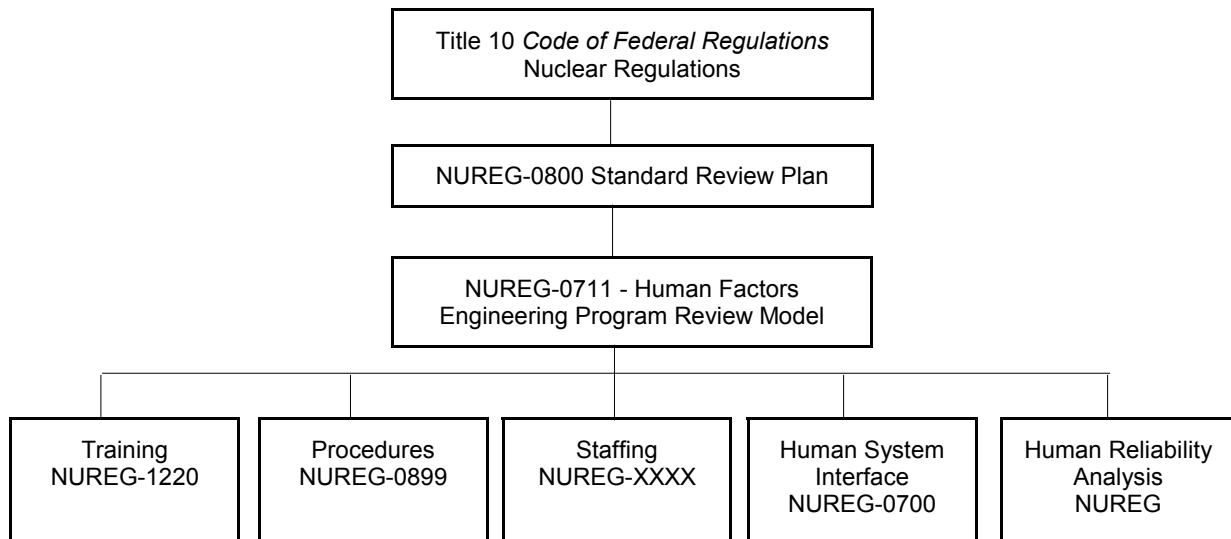 Title 10 Code of Federal Regulations
Nuclear Regulations
NUREG-0800 Standard Review Plan
NUREG-0711 - Human Factors
Engineering Program Review Model
Training
NUREG-1220
Procedures
NUREG-0899
Staffing
NUREG-XXXX
Human System
Interface
NUREG-0700
Human Reliability
Analysis
NUREG